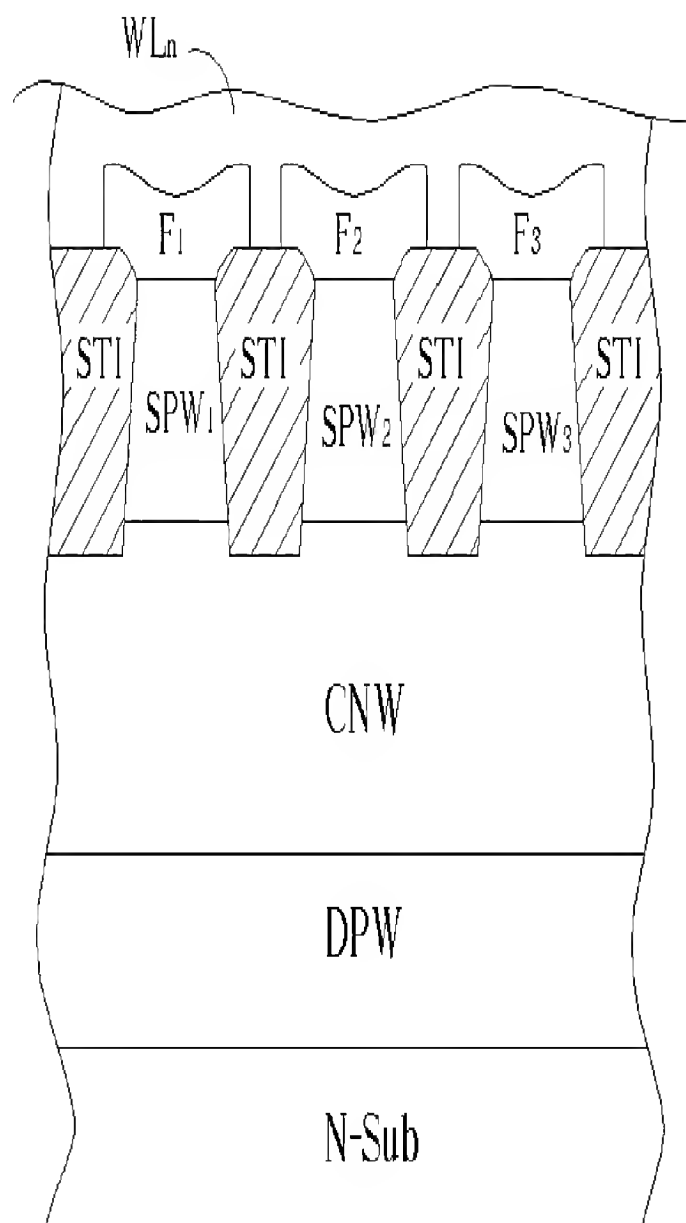 WLn
F1 F2 F3
STI STI STI STI
SPW1 SPW2 SPW3
CNW
DPW
N-Sub